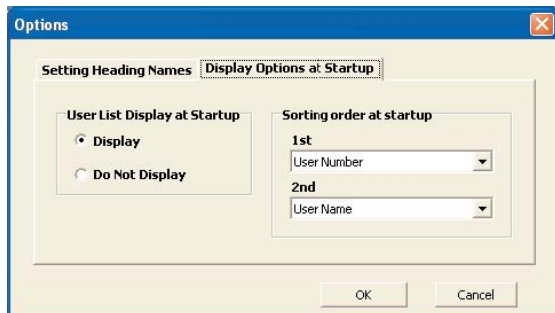 Options
Setting Heading Names
Display Options at Startup
User List Display at Startup
Display
Do Not Display
Sorting order at startup
1st
User Number
2nd
User Name
OK
Cancel